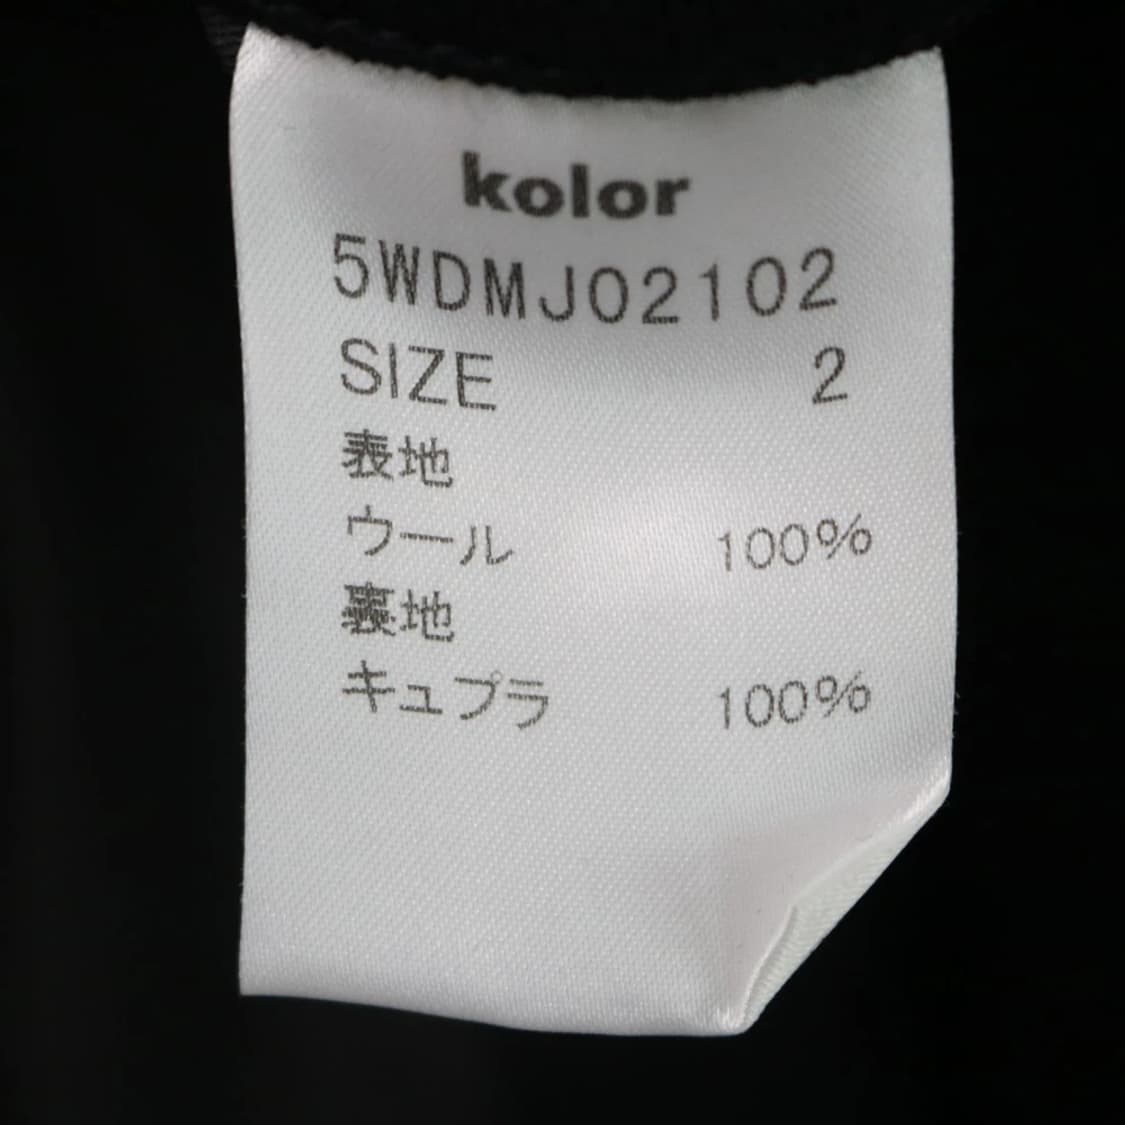 kolor
5WDMJ02102
SIZE 2
表地
ウール 100%
裏地
キュプラ 100%